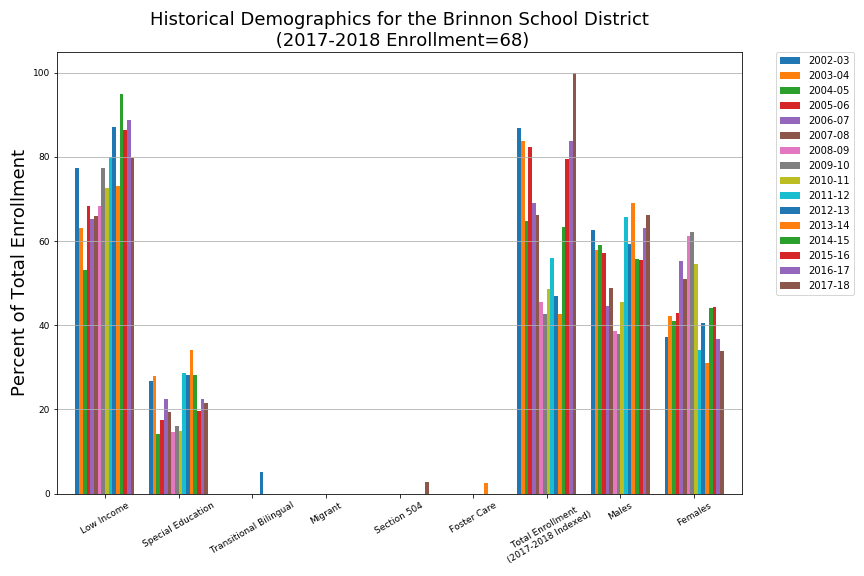 Historical Demographics for the Brinnon School District
(2017-2018 Enrollment=68)
Percent of Total Enrollment
100
80
60
40
20
0
Low Income
Special Education
Transitional Bilingual
Migrant
Section 504
Foster Care
Total Enrollment
(2017-2018 Indexed)
Males
Females
2002-03
2003-04
2004-05
2005-06
2006-07
2007-08
2008-09
2009-10
2010-11
2011-12
2012-13
2013-14
2014-15
2015-16
2016-17
2017-18